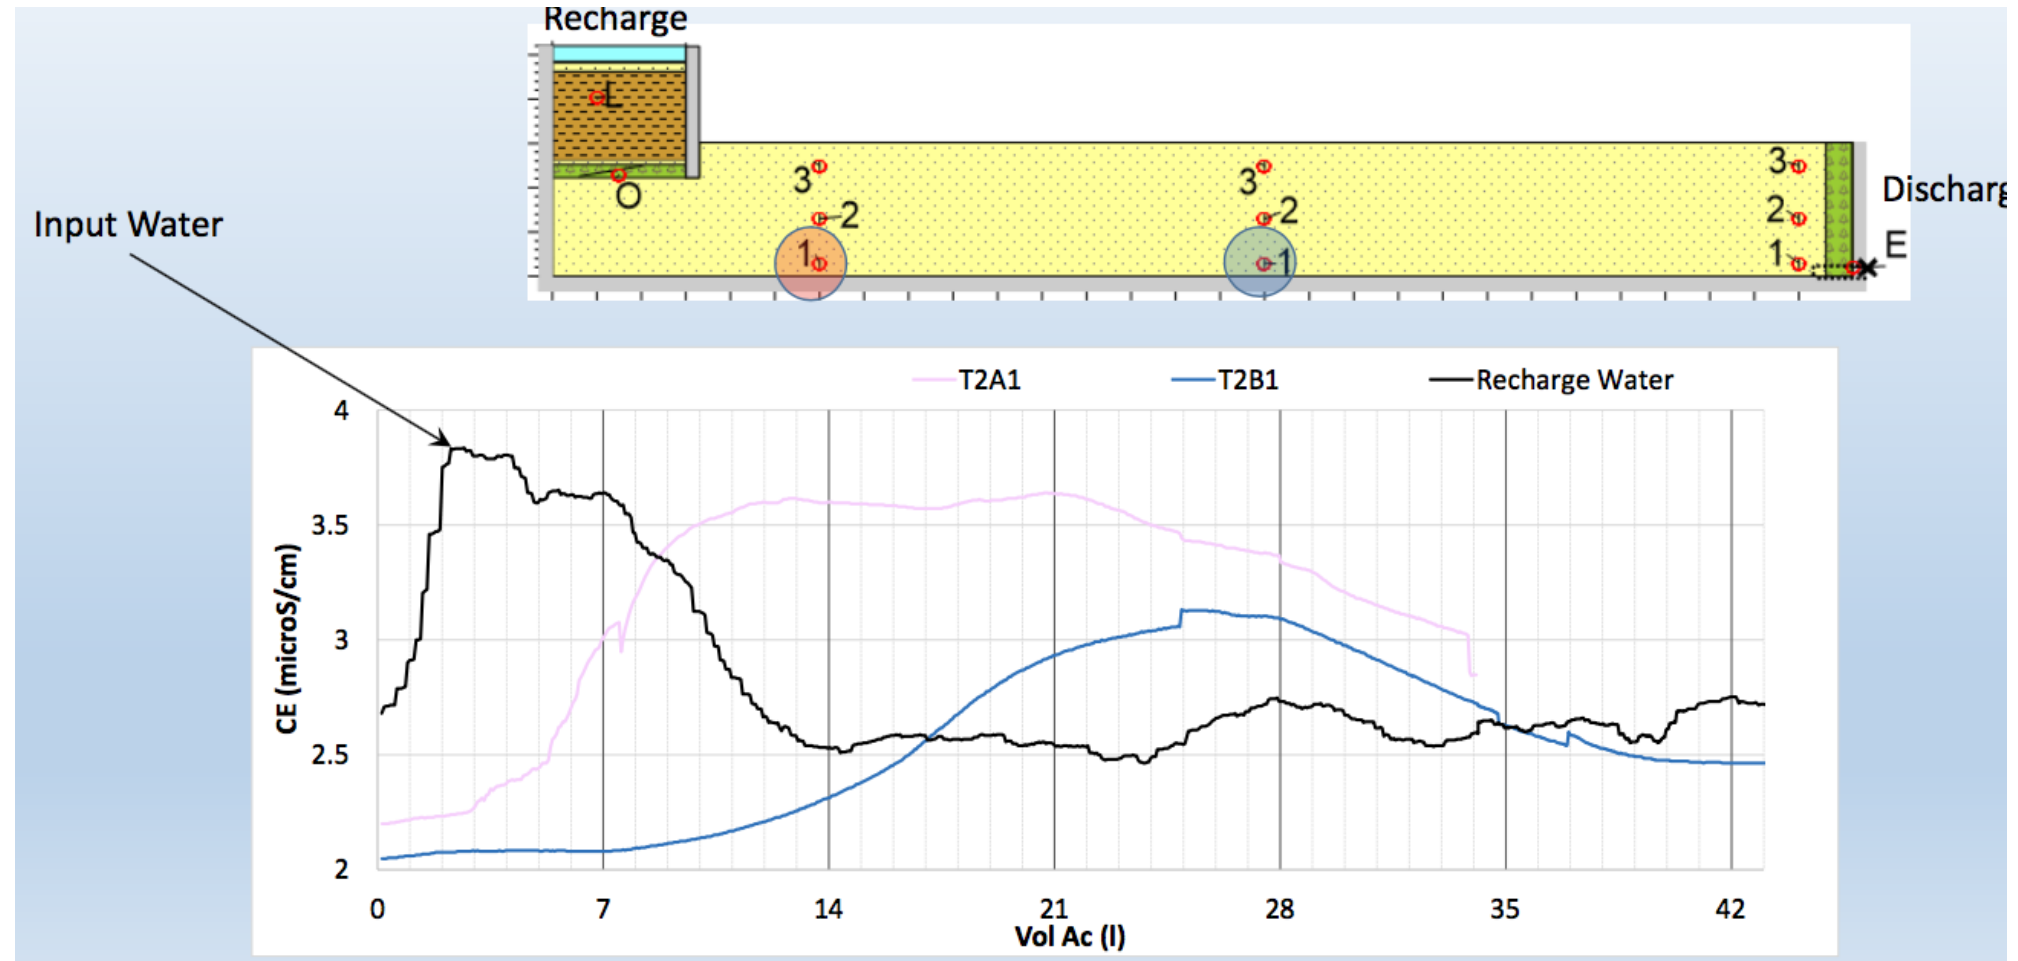 Recharge
L
O
3
2
1
3
2
1
3
2
1
Discharg
E
Input Water
T2A1
T2B1
Recharge Water
4
3.5
3
2.5
2
CE (microS/cm)
0 7 14 21 28 35 42
Vol Ac (l)